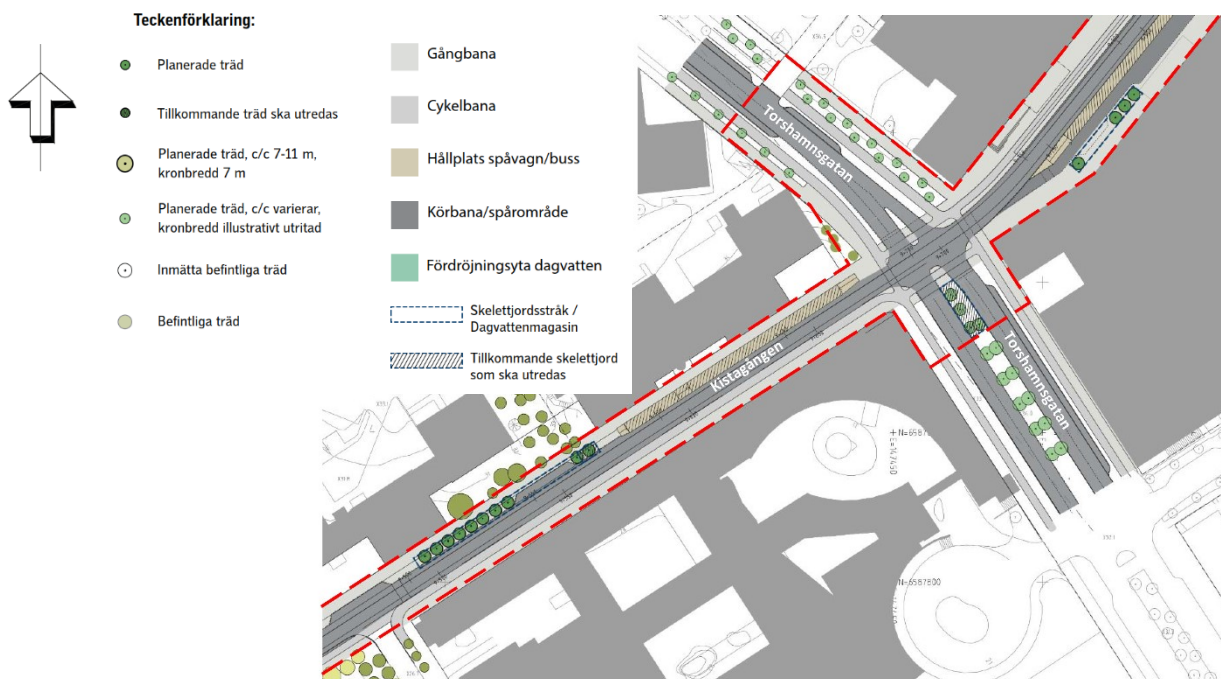 Teckenförklaring:
Planerade träd
Tillkommande träd ska utredas
Planerade träd, c/c 7-11 m,
kronbredd 7 m
Planerade träd, c/c varierar,
kronbredd illustrativt utritad
Inmätta befintliga träd
Befintliga träd
Gångbana
Cykelbana
Hållplats spåvagn/buss
Körbana/spårområde
Fördröjningsyta dagvatten
Skelettjordsstråk /
Dagvattenmagasin
Tillkommande skelettjord
som ska utredas
Torshamnsgatan
Kistagången
Torshamnsgatan
N=6587800